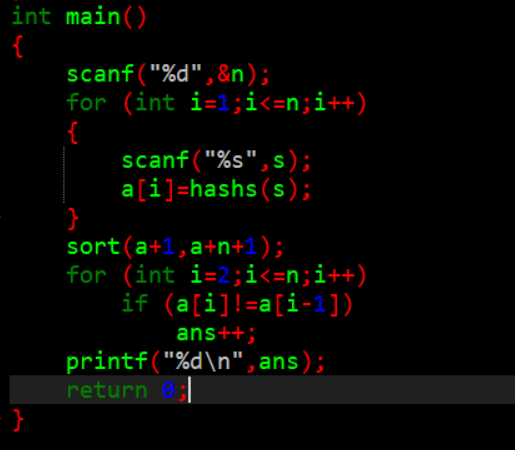 int main()
{
    scanf("%d",&n);
    for (int i=1;i<=n;i++)
    {
        scanf("%s",s);
        a[i]=hashs(s);
    }
    sort(a+1,a+n+1);
    for (int i=2;i<=n;i++)
        if (a[i]!=a[i-1])
            ans++;
    printf("%d\n",ans);
    return 0;
}